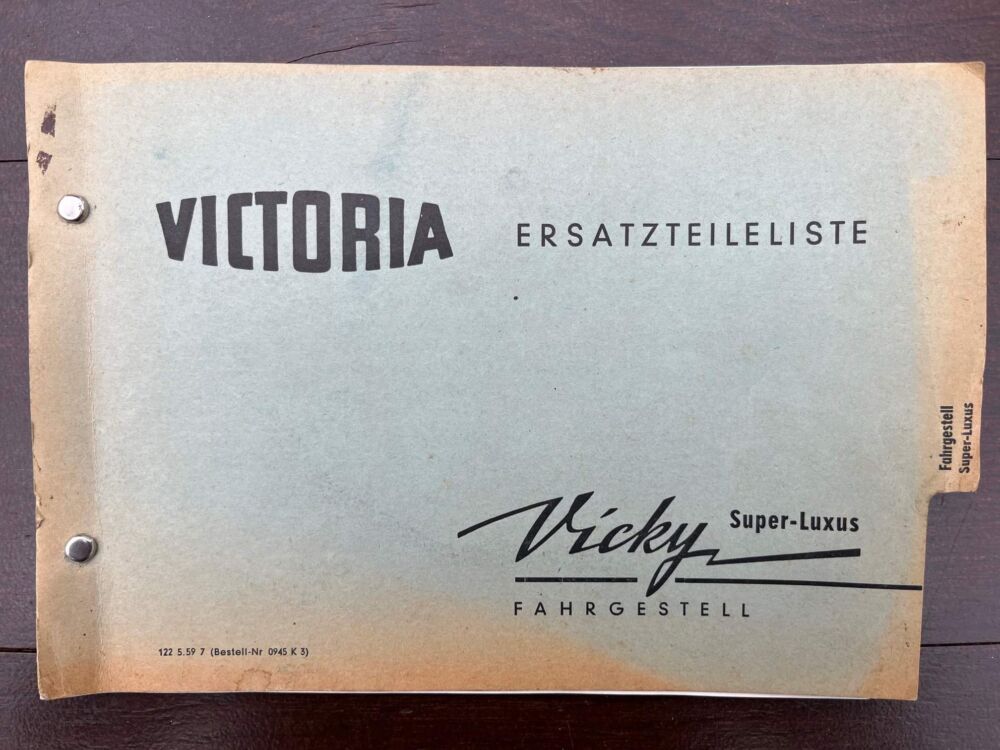 VICTORIA ERSATZTEILELISTE
Vicky Super-Luxus
FAHRGESTELL
122 5.59 7 (Bestell-Nr 0945 K 3)
Fahrgestell
Super-Luxus